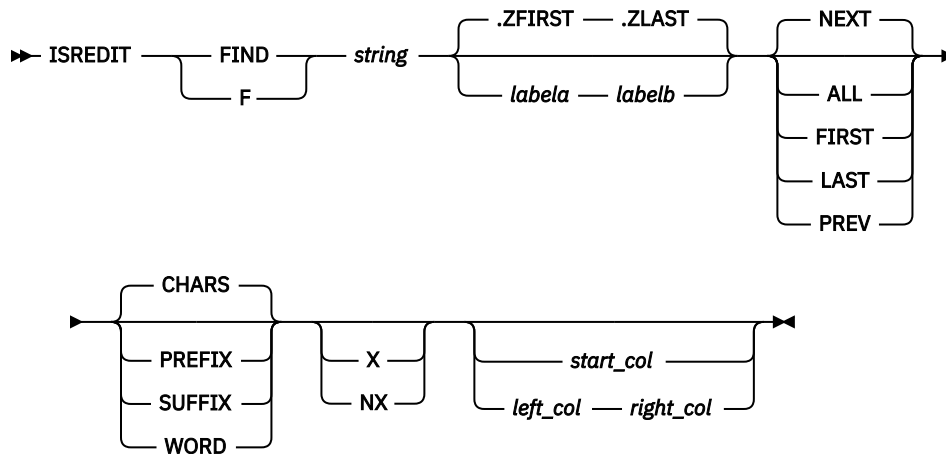 .ZFIRST .ZLAST NEXT
ISREDIT FIND string
F labela labelb ALL
FIRST
LAST
PREV
CHARS
PREFIX X start_col
SUFFIX NX left_col right_col
WORD